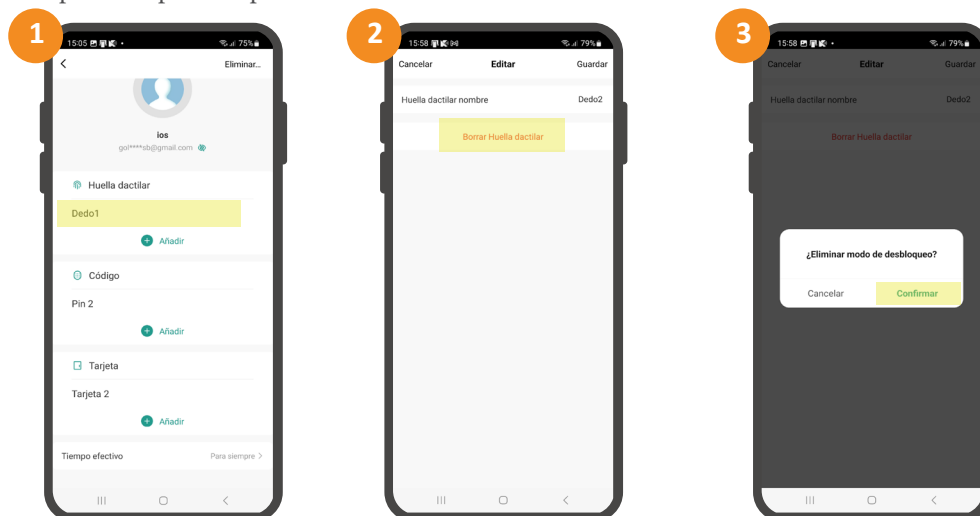 1
15:05
75%
Eliminar...
ios
gol****sb@gmail.com
Huella dactilar
Dedo1
Añadir
Código
Pin 2
Añadir
Tarjeta
Tarjeta 2
Añadir
Tiempo efectivo Para siempre >
2
15:58
79%
Cancelar Editar Guardar
Huella dactilar nombre Dedo2
Borrar Huella dactilar
3
15:58
79%
Cancelar Editar Guardar
Huella dactilar nombre Dedo2
Borrar Huella dactilar
¿Eliminar modo de desbloqueo?
Cancelar Confirmar